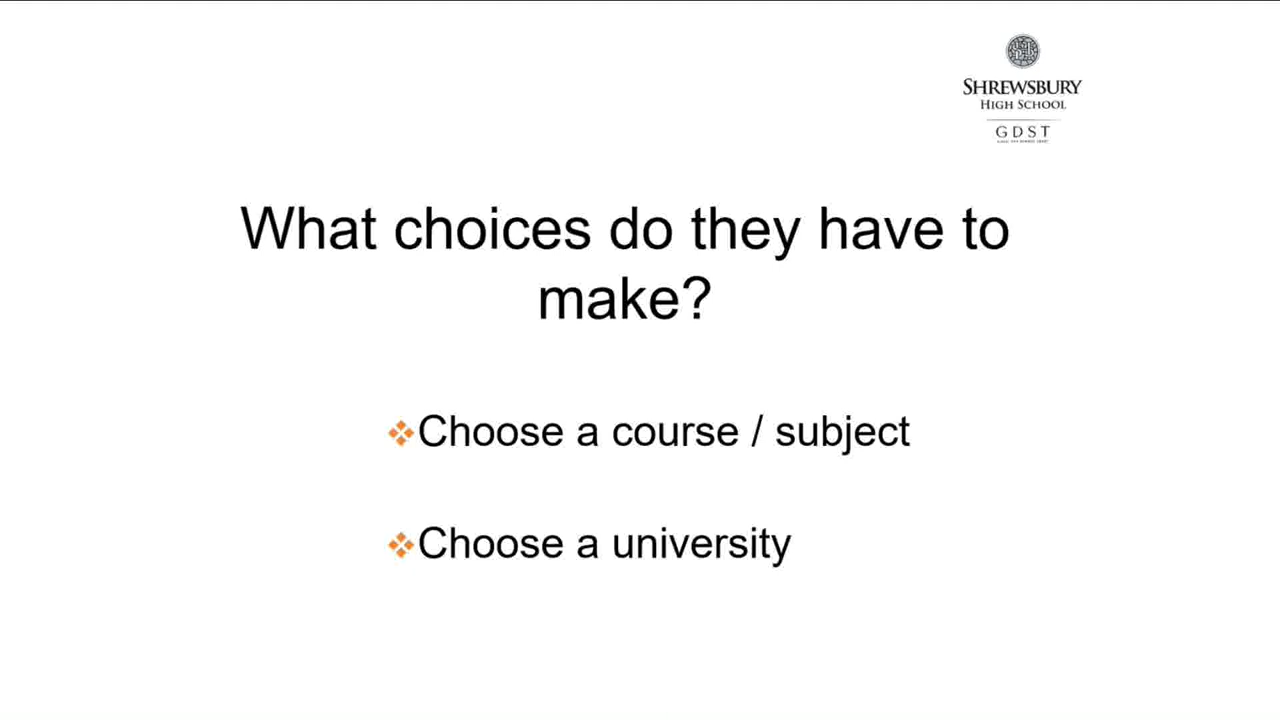 SHREWSBURY
HIGH SCHOOL
GDST
What choices do they have to
make?
Choose a course / subject
Choose a university